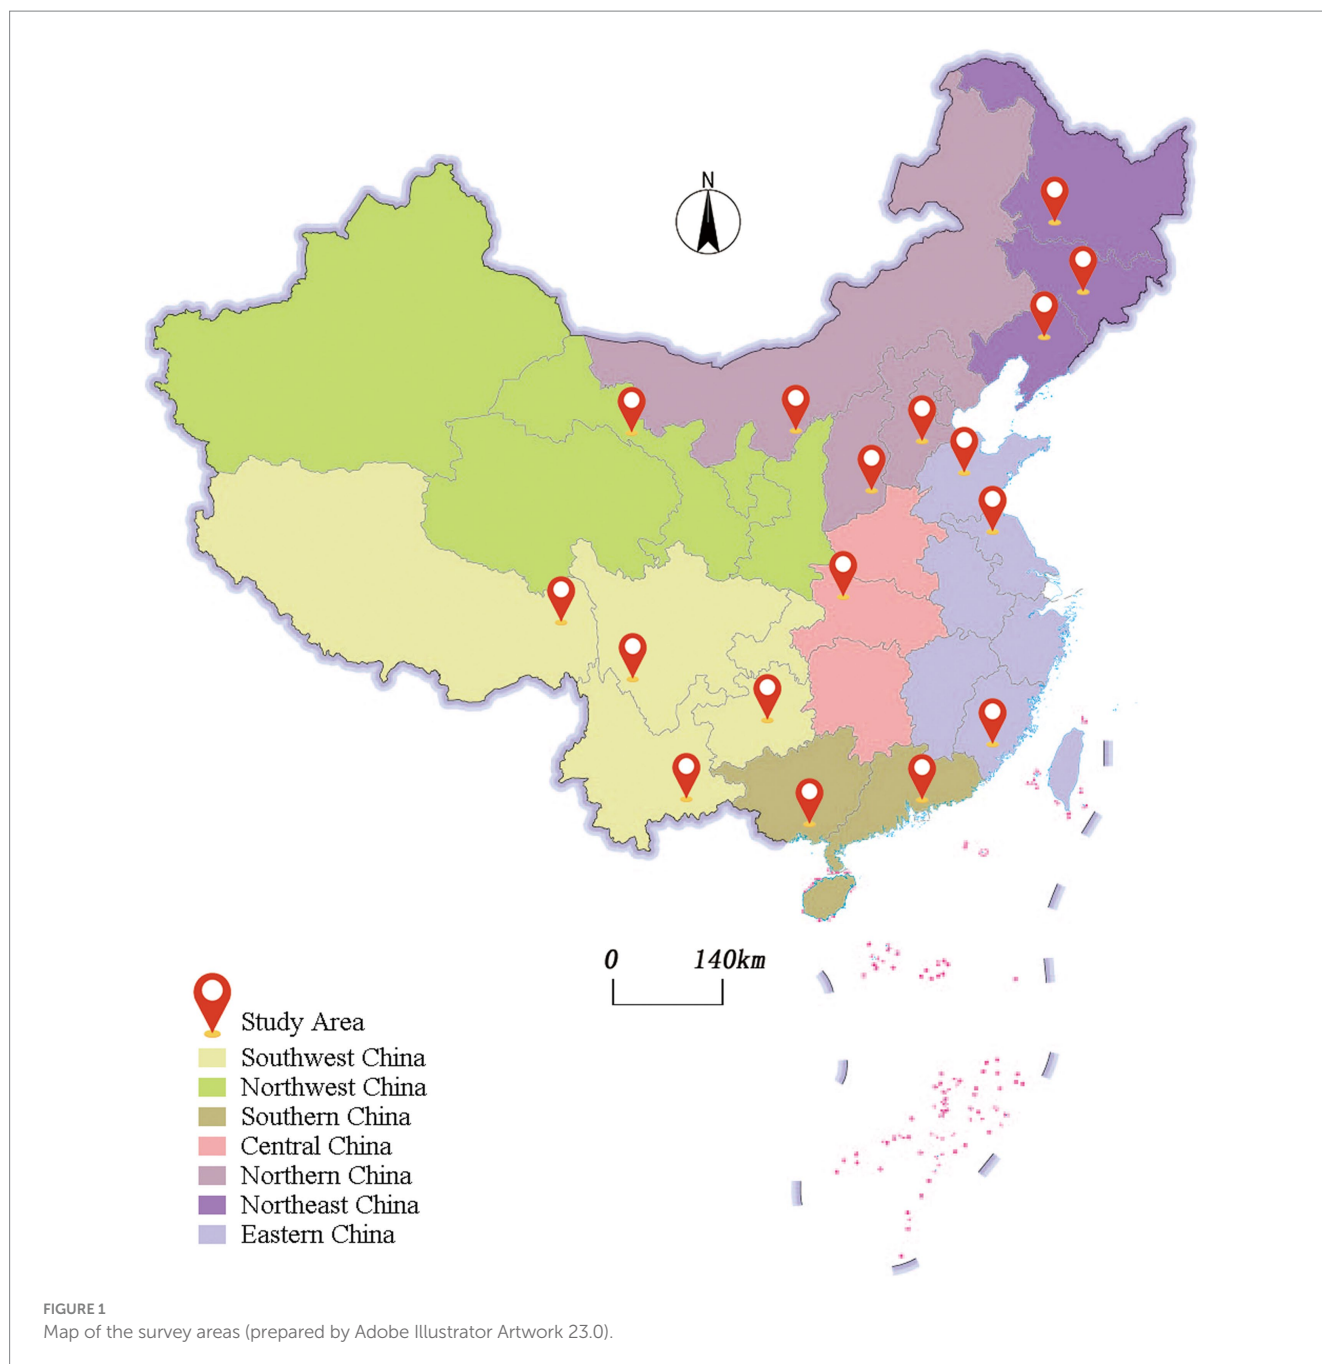 N
0 140km
Study Area
Southwest China
Northwest China
Southern China
Central China
Northern China
Northeast China
Eastern China
FIGURE 1
Map of the survey areas (prepared by Adobe Illustrator Artwork 23.0).